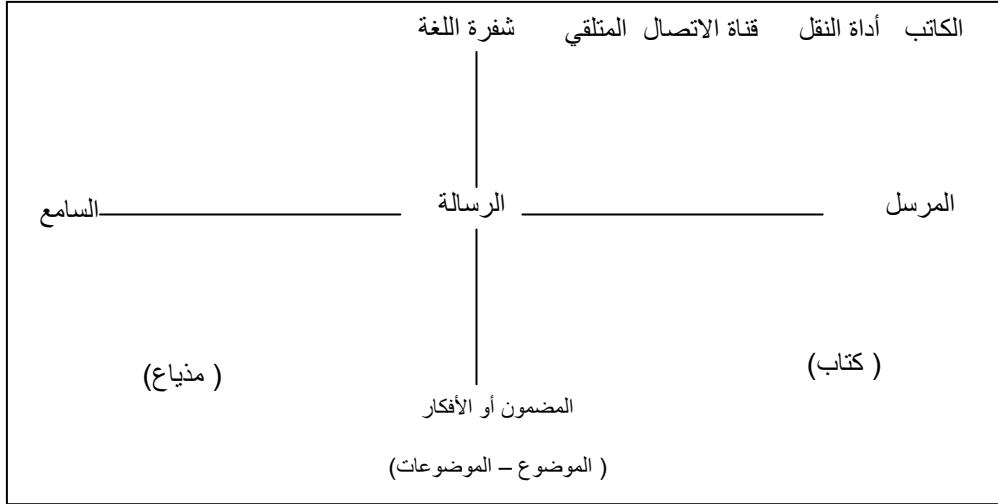 الكاتب أداة النقل قناة الاتصال المتلقي شفرة اللغة
المرسل الرسالة السامع
( كتاب) ( مذياع)
المضمون أو الأفكار
( الموضوع – الموضوعات)